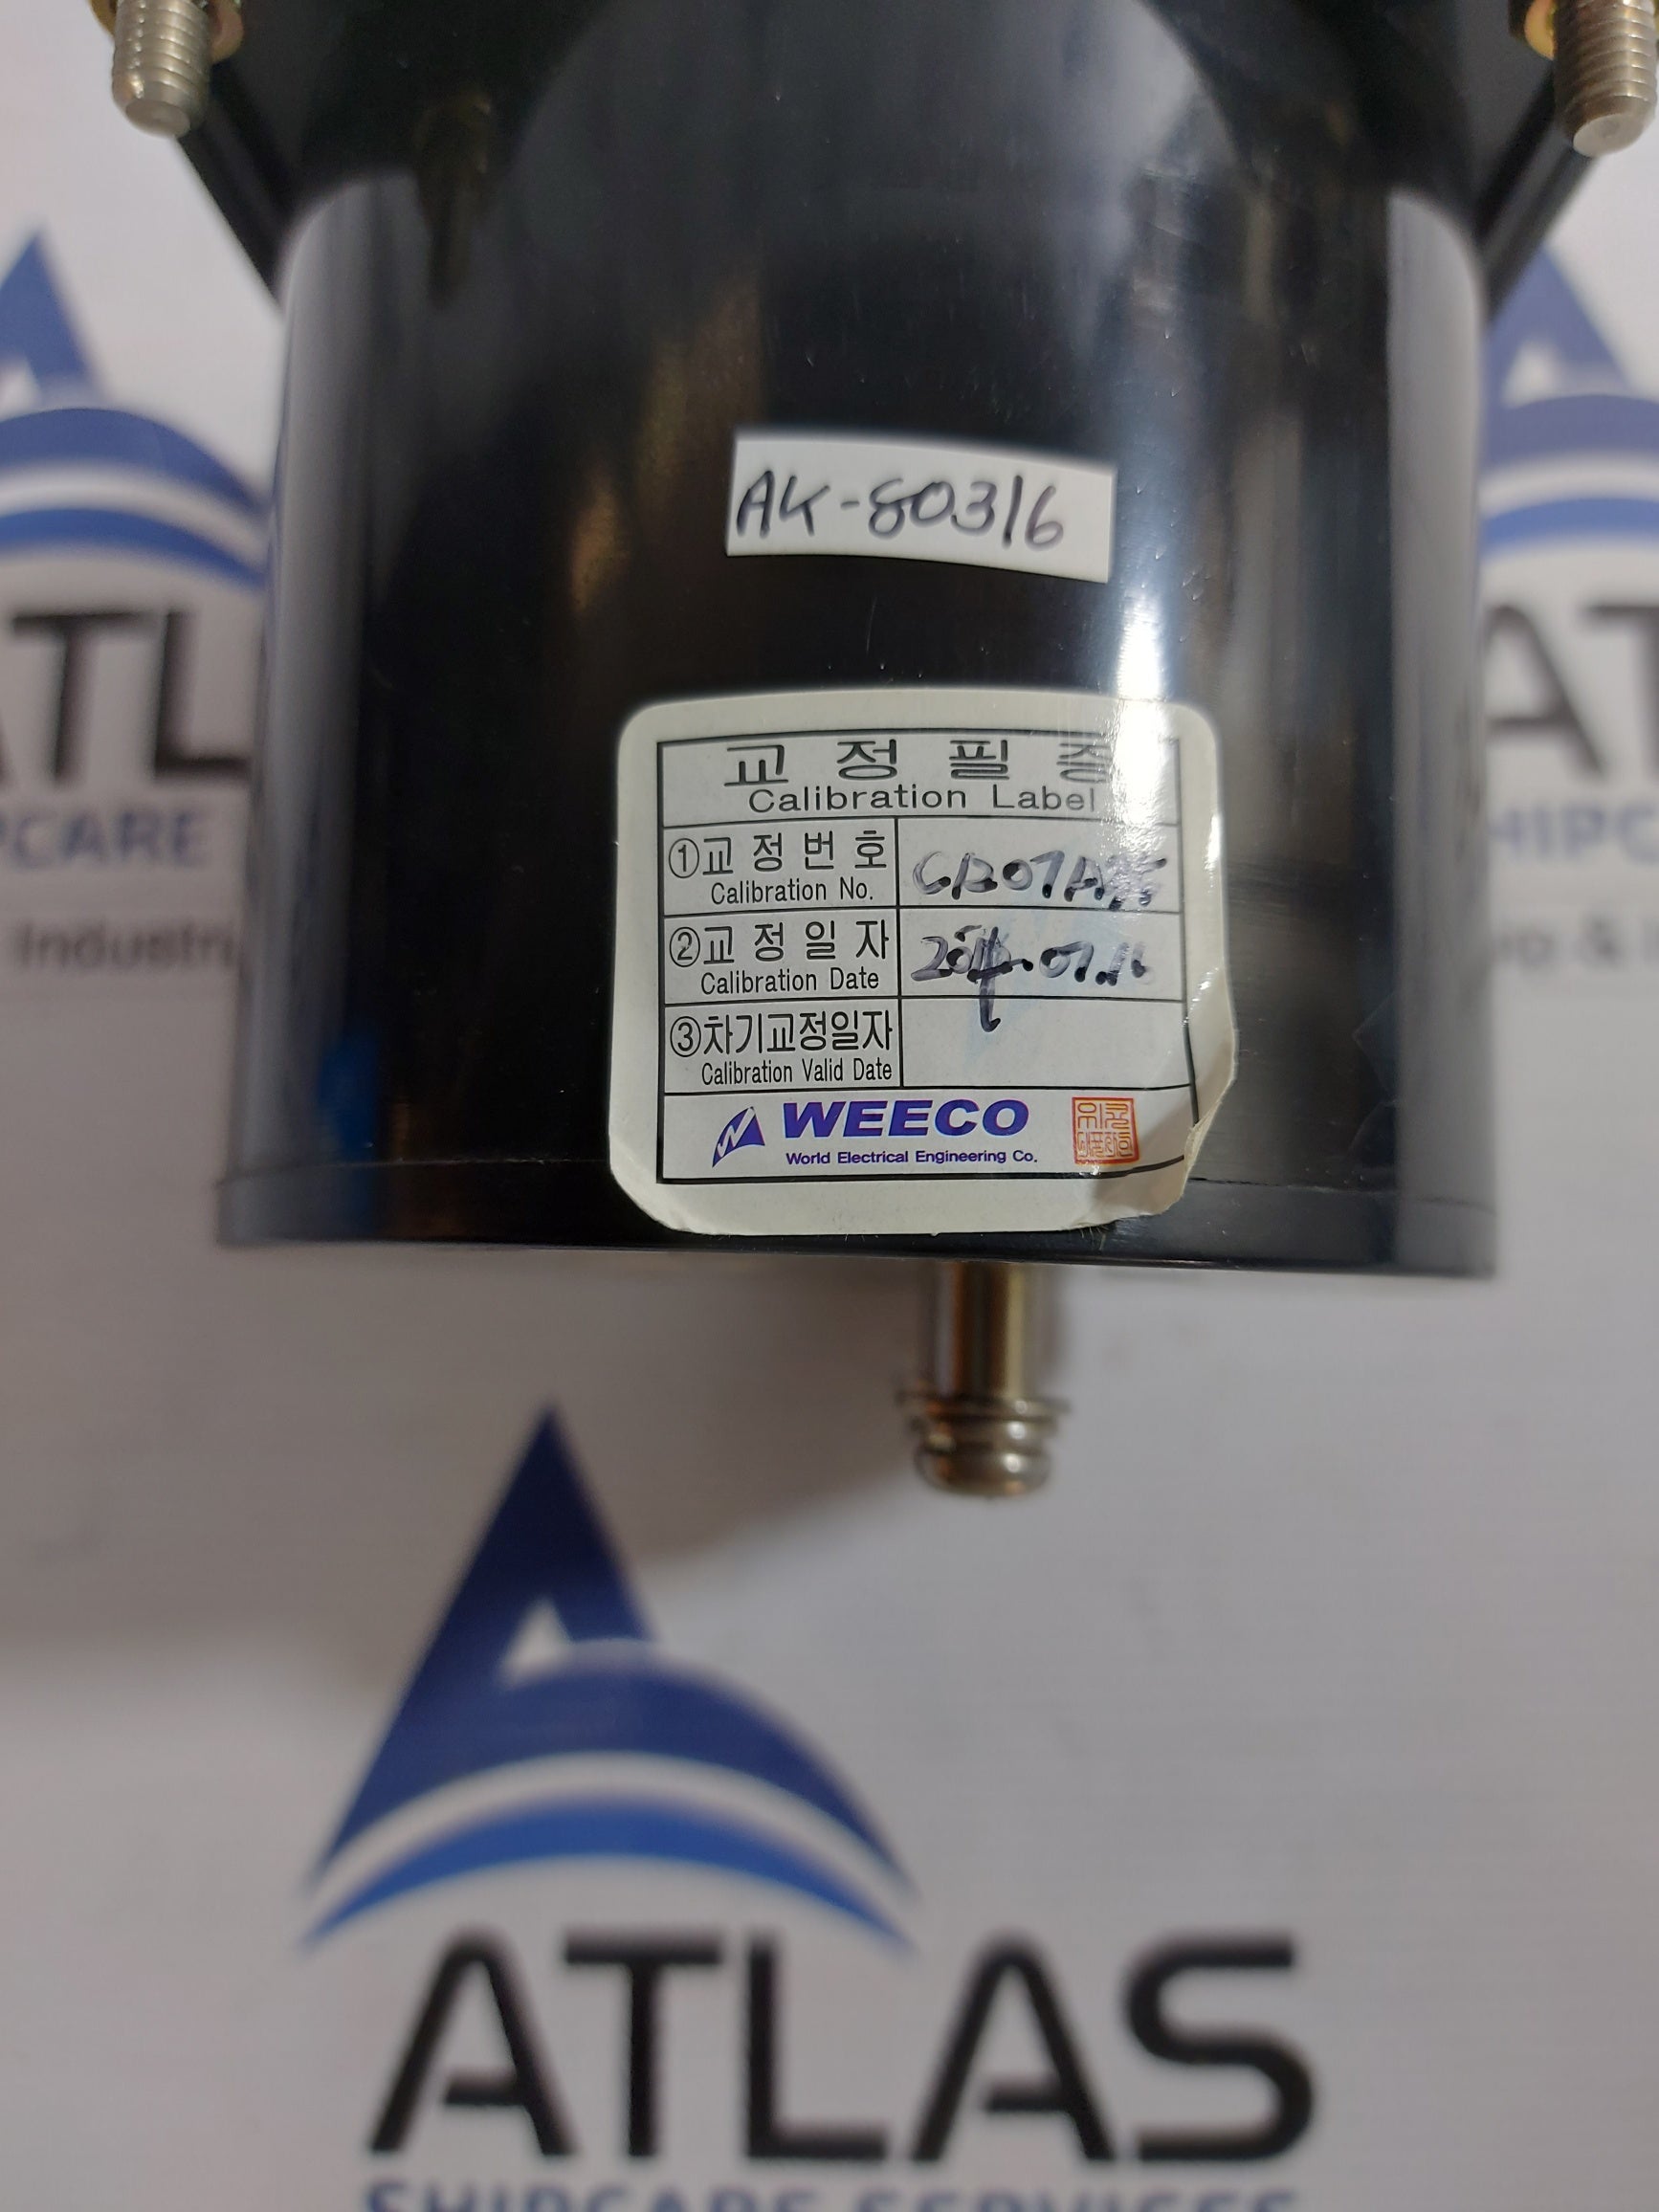 AK-80316
교정필증
Calibration Label
①교정번호
Calibration No.
②교정일자
Calibration Date
③차기교정일자
Calibration Valid Date
WEECO
World Electrical Engineering Co.
ATLAS
SHIPCARE SERVICES